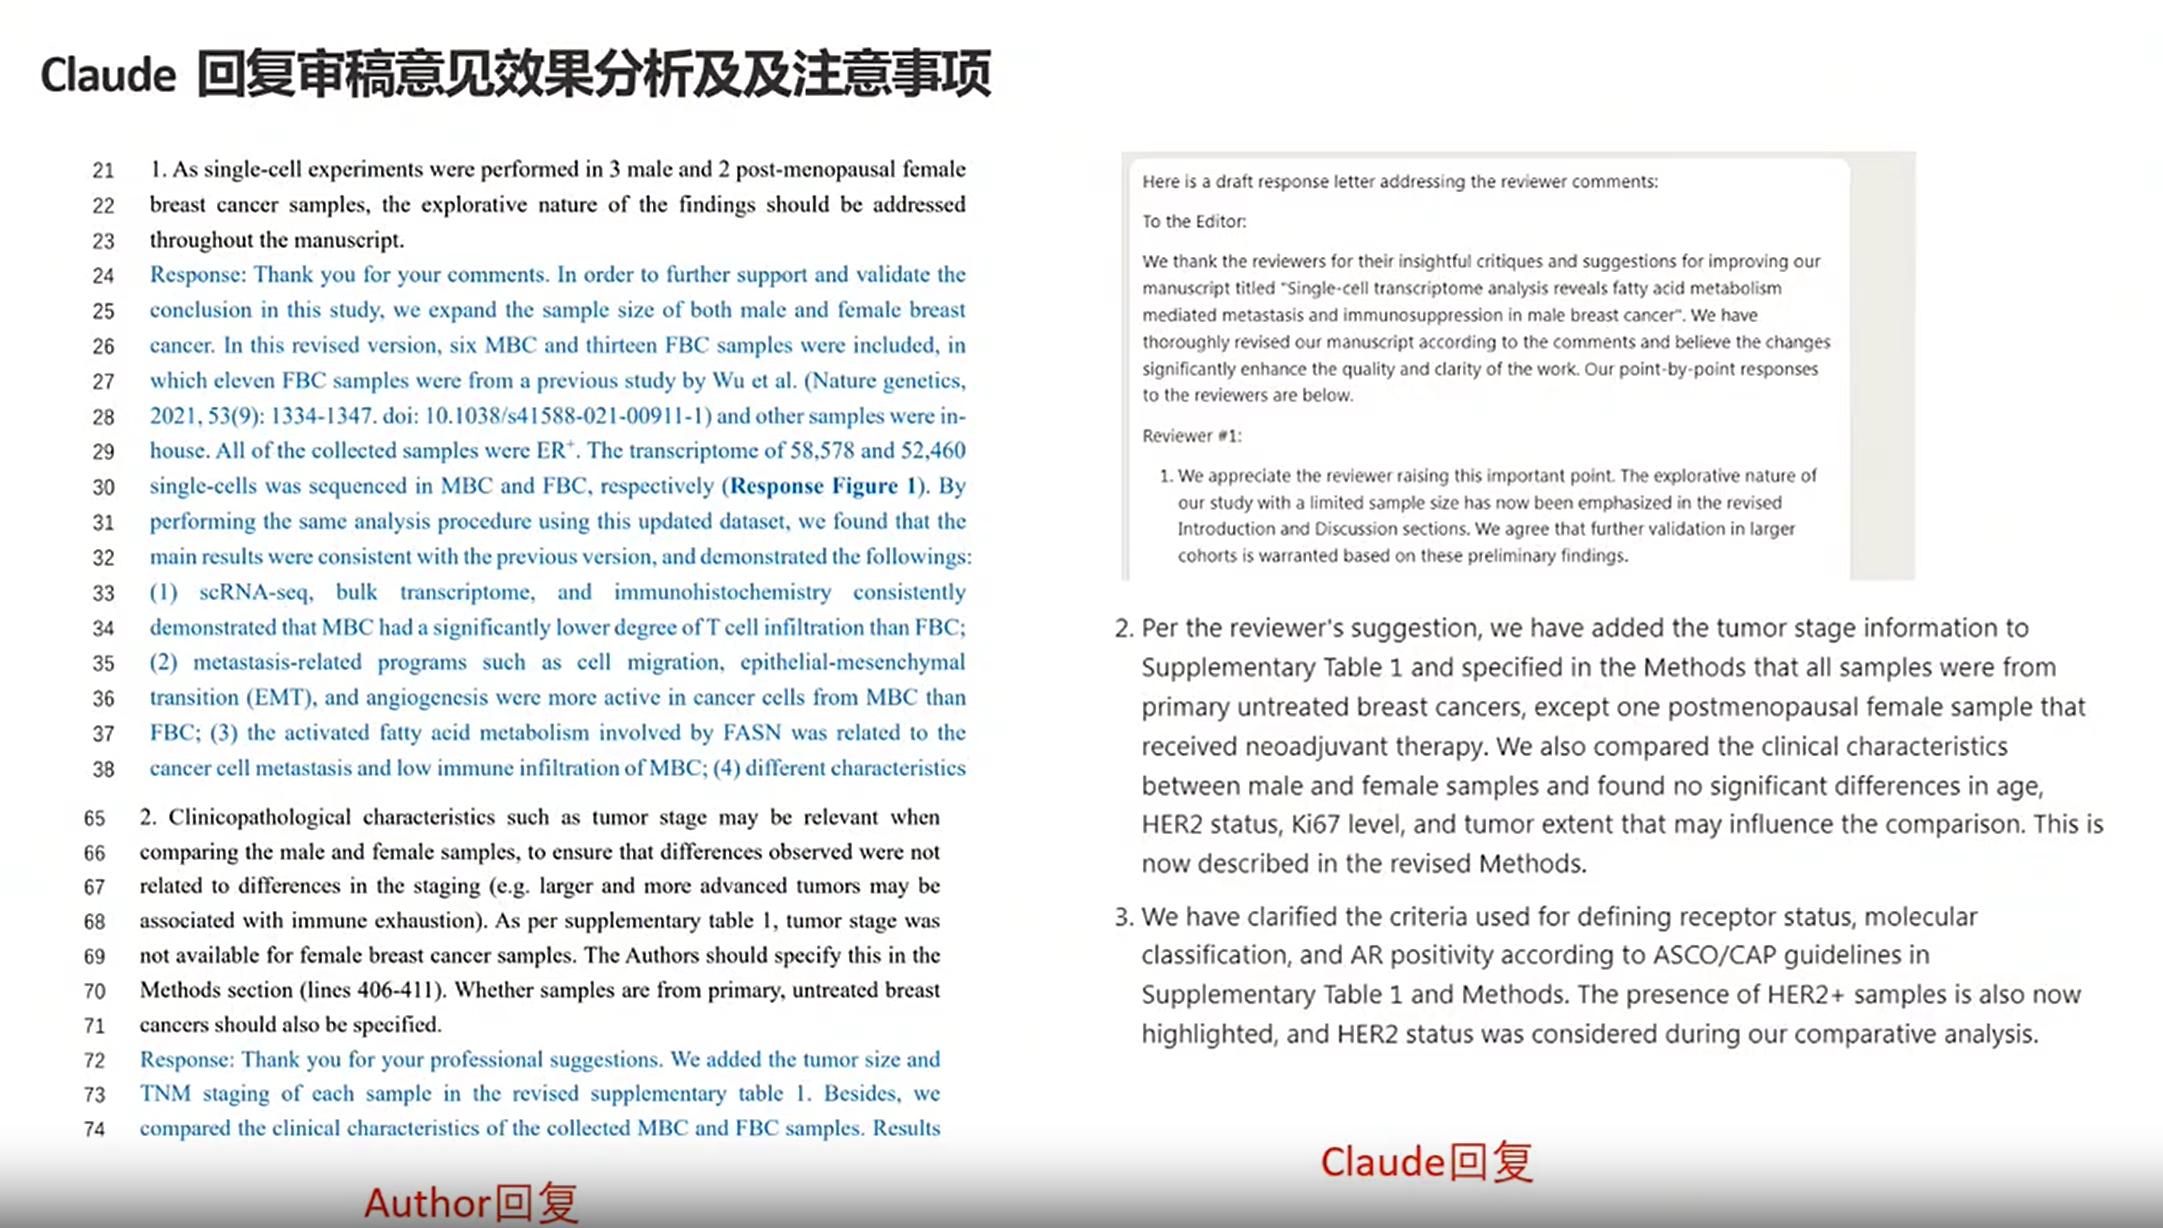 Claude 回复审稿意见效果分析及及注意事项
21 1. As single-cell experiments were performed in 3 male and 2 post-menopausal female
22 breast cancer samples, the explorative nature of the findings should be addressed
23 throughout the manuscript.
24 Response: Thank you for your comments. In order to further support and validate the
25 conclusion in this study, we expand the sample size of both male and female breast
26 cancer. In this revised version, six MBC and thirteen FBC samples were included, in
27 which eleven FBC samples were from a previous study by Wu et al. (Nature genetics,
28 2021, 53(9): 1334-1347. doi: 10.1038/s41588-021-00911-1) and other samples were in-
29 house. All of the collected samples were ER⁺. The transcriptome of 58,578 and 52,460
30 single-cells was sequenced in MBC and FBC, respectively (Response Figure 1). By
31 performing the same analysis procedure using this updated dataset, we found that the
32 main results were consistent with the previous version, and demonstrated the followings:
33 (1) scRNA-seq, bulk transcriptome, and immunohistochemistry consistently
34 demonstrated that MBC had a significantly lower degree of T cell infiltration than FBC;
35 (2) metastasis-related programs such as cell migration, epithelial-mesenchymal
36 transition (EMT), and angiogenesis were more active in cancer cells from MBC than
37 FBC; (3) the activated fatty acid metabolism involved by FASN was related to the
38 cancer cell metastasis and low immune infiltration of MBC; (4) different characteristics
65 2. Clinicopathological characteristics such as tumor stage may be relevant when
66 comparing the male and female samples, to ensure that differences observed were not
67 related to differences in the staging (e.g. larger and more advanced tumors may be
68 associated with immune exhaustion). As per supplementary table 1, tumor stage was
69 not available for female breast cancer samples. The Authors should specify this in the
70 Methods section (lines 406-411). Whether samples are from primary, untreated breast
71 cancers should also be specified.
72 Response: Thank you for your professional suggestions. We added the tumor size and
73 TNM staging of each sample in the revised supplementary table 1. Besides, we
74 compared the clinical characteristics of the collected MBC and FBC samples. Results
Author回复
Here is a draft response letter addressing the reviewer comments:
To the Editor:
We thank the reviewers for their insightful critiques and suggestions for improving our
manuscript titled "Single-cell transcriptome analysis reveals fatty acid metabolism
mediated metastasis and immunosuppression in male breast cancer". We have
thoroughly revised our manuscript according to the comments and believe the changes
significantly enhance the quality and clarity of the work. Our point-by-point responses
to the reviewers are below.
Reviewer #1:
1. We appreciate the reviewer raising this important point. The explorative nature of
our study with a limited sample size has now been emphasized in the revised
Introduction and Discussion sections. We agree that further validation in larger
cohorts is warranted based on these preliminary findings.
2. Per the reviewer's suggestion, we have added the tumor stage information to
Supplementary Table 1 and specified in the Methods that all samples were from
primary untreated breast cancers, except one postmenopausal female sample that
received neoadjuvant therapy. We also compared the clinical characteristics
between male and female samples and found no significant differences in age,
HER2 status, Ki67 level, and tumor extent that may influence the comparison. This is
now described in the revised Methods.
3. We have clarified the criteria used for defining receptor status, molecular
classification, and AR positivity according to ASCO/CAP guidelines in
Supplementary Table 1 and Methods. The presence of HER2+ samples is also now
highlighted, and HER2 status was considered during our comparative analysis.
Claude回复